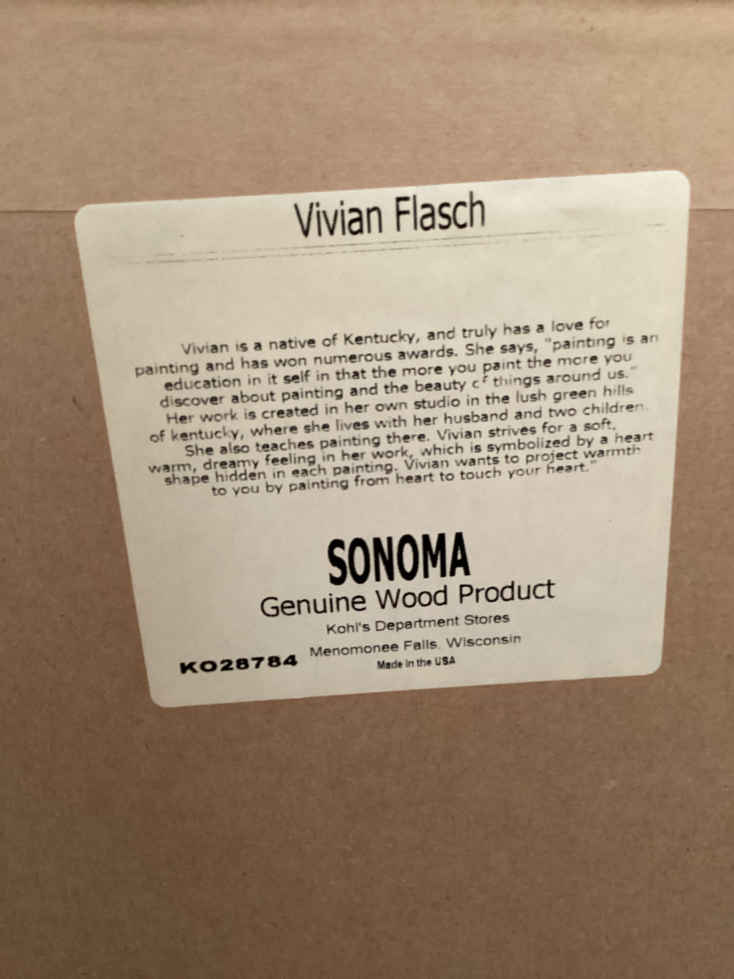 Vivian Flasch
Vivian is a native of Kentucky, and truly has a love for
painting and has won numerous awards. She says, "painting is an
education in it self in that the more you paint the more you
discover about painting and the beauty of things around us."
Her work is created in her own studio in the lush green hills
of kentucky, where she lives with her husband and two children.
She also teaches painting there. Vivian strives for a soft,
warm, dreamy feeling in her work, which is symbolized by a heart
shape hidden in each painting. Vivian wants to project warmth
to you by painting from heart to touch your heart."
SONOMA
Genuine Wood Product
Kohl's Department Stores
Menomonee Falls, Wisconsin
KO28784
Made in the USA